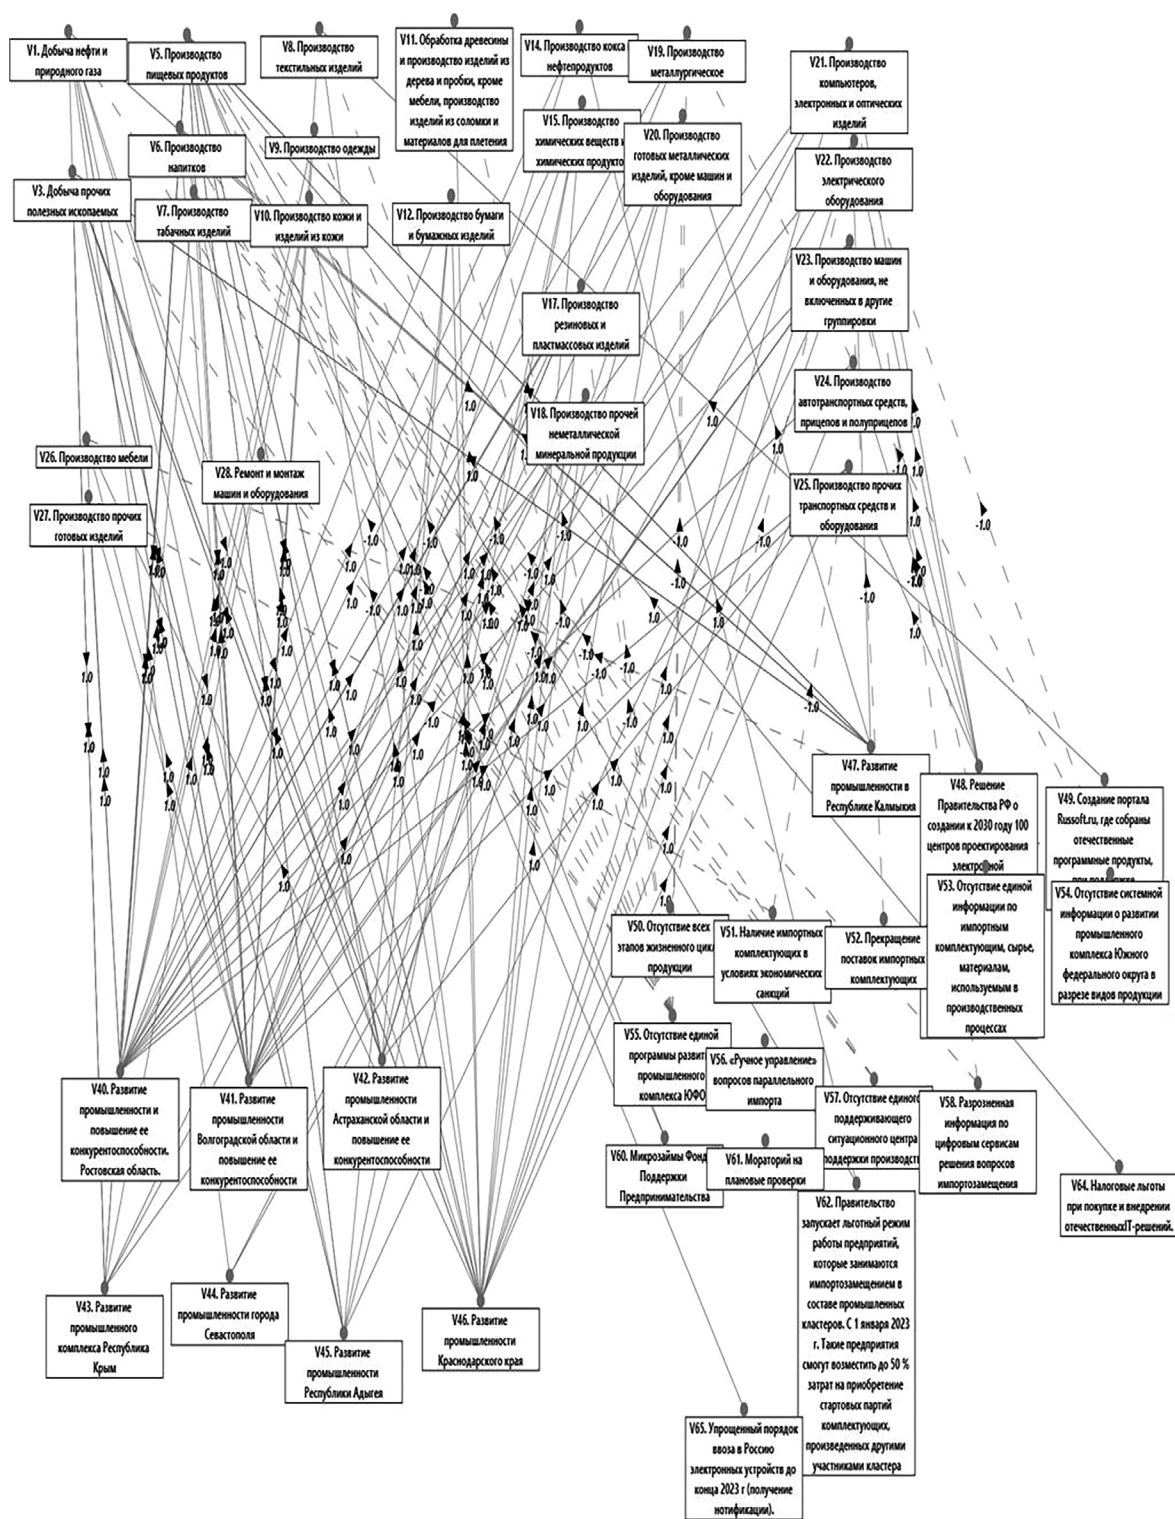 V1. Добыча нефти и
природного газа
V5. Производство
пищевых продуктов
V8. Производство
текстильных изделий
V11. Обработка древесины
и производство изделий из
дерева и пробки, кроме
мебели, производство
изделий из соломки и
материалов для плетения
V14. Производство кокса
нефтепродуктов
V19. Производство
металлургическое
V21. Производство
компьютеров,
электронных и оптических
изделий
V6. Производство
напитков
V9. Производство одежды
V15. Производство
химических веществ и
химических продукто
V20. Производство
готовых металлических
изделий, кроме машин и
оборудования
V22. Производство
электрического
оборудования
V3. Добыча прочих
полезных ископаемых
V7. Производство
табачных изделий
V10. Производство кожи и
изделий из кожи
V12. Производство бумаги
и бумажных изделий
V23. Производство машин
и оборудования, не
включенных в другие
группировки
V17. Производство
резиновых и
пластмассовых изделий
V24. Производство
автотранспортных средств,
прицепов и полуприцепов
V18. Производство прочей
неметаллической
минеральной продукции
V26. Производство мебели
V28. Ремонт и монтаж
машин и оборудования
V25. Производство прочих
транспортных средств и
оборудования
V27. Производство прочих
готовых изделий
V47. Развитие
промышленности в
Республике Калмыкия
V48. Решение
Правительства РФ о
создании к 2030 году 100
центров проектирования
электронной
V49. Создание портала
Russoft.ru, где собраны
отечественные
программные продукты,
при поддержке
V53. Отсутствие единой
информации по
импортным
комплектующим, сырье,
материалам,
используемым в
производственных
процессах
V54. Отсутствие системной
информации о развитии
промышленного
комплекса Южного
федерального округа в
разрезе видов продукции
V50. Отсутствие всех
этапов жизненного цикл
продукции
V51. Наличие импортных
комплектующих в
условиях экономических
санкций
V52. Прекращение
поставок импортных
комплектующих
V55. Отсутствие единой
программы развит
промышленного
комплекса ЮФО
V56. «Ручное управление»
вопросов параллельного
импорта
V57. Отсутствие единого
поддерживающего
ситуационного центра
поддержки производст
V58. Разрозненная
информация по
цифровым сервисам
решения вопросов
импортозамещения
V40. Развитие
промышленности и
повышение ее
конкурентоспособности.
Ростовская область.
V41. Развитие
промышленности
Волгоградской области и
повышение ее
конкурентоспособности
V42. Развитие
промышленности
Астраханской области и
повышение ее
конкурентоспособности
V60. Микрозаймы Фонд
Поддержки
Предпринимательства
V61. Мораторий на
плановые проверки
V62. Правительство
запускает льготный режим
работы предприятий,
которые занимаются
импортозамещением в
составе промышленных
кластеров. С 1 января 2023
г. Такие предприятия
смогут возместить до 50 %
затрат на приобретение
стартовых партий
комплектующих,
произведенных другими
участниками кластера
V64. Налоговые льготы
при покупке и внедрении
отечественныхIT-решений.
V43. Развитие
промышленного
комплекса Республика
Крым
V44. Развитие
промышленности города
Севастополя
V45. Развитие
промышленности
Республики Адыгея
V46. Развитие
промышленности
Краснодарского края
V65. Упрощенный порядок
ввоза в Россию
электронных устройств до
конца 2023 г (получение
нотификации).